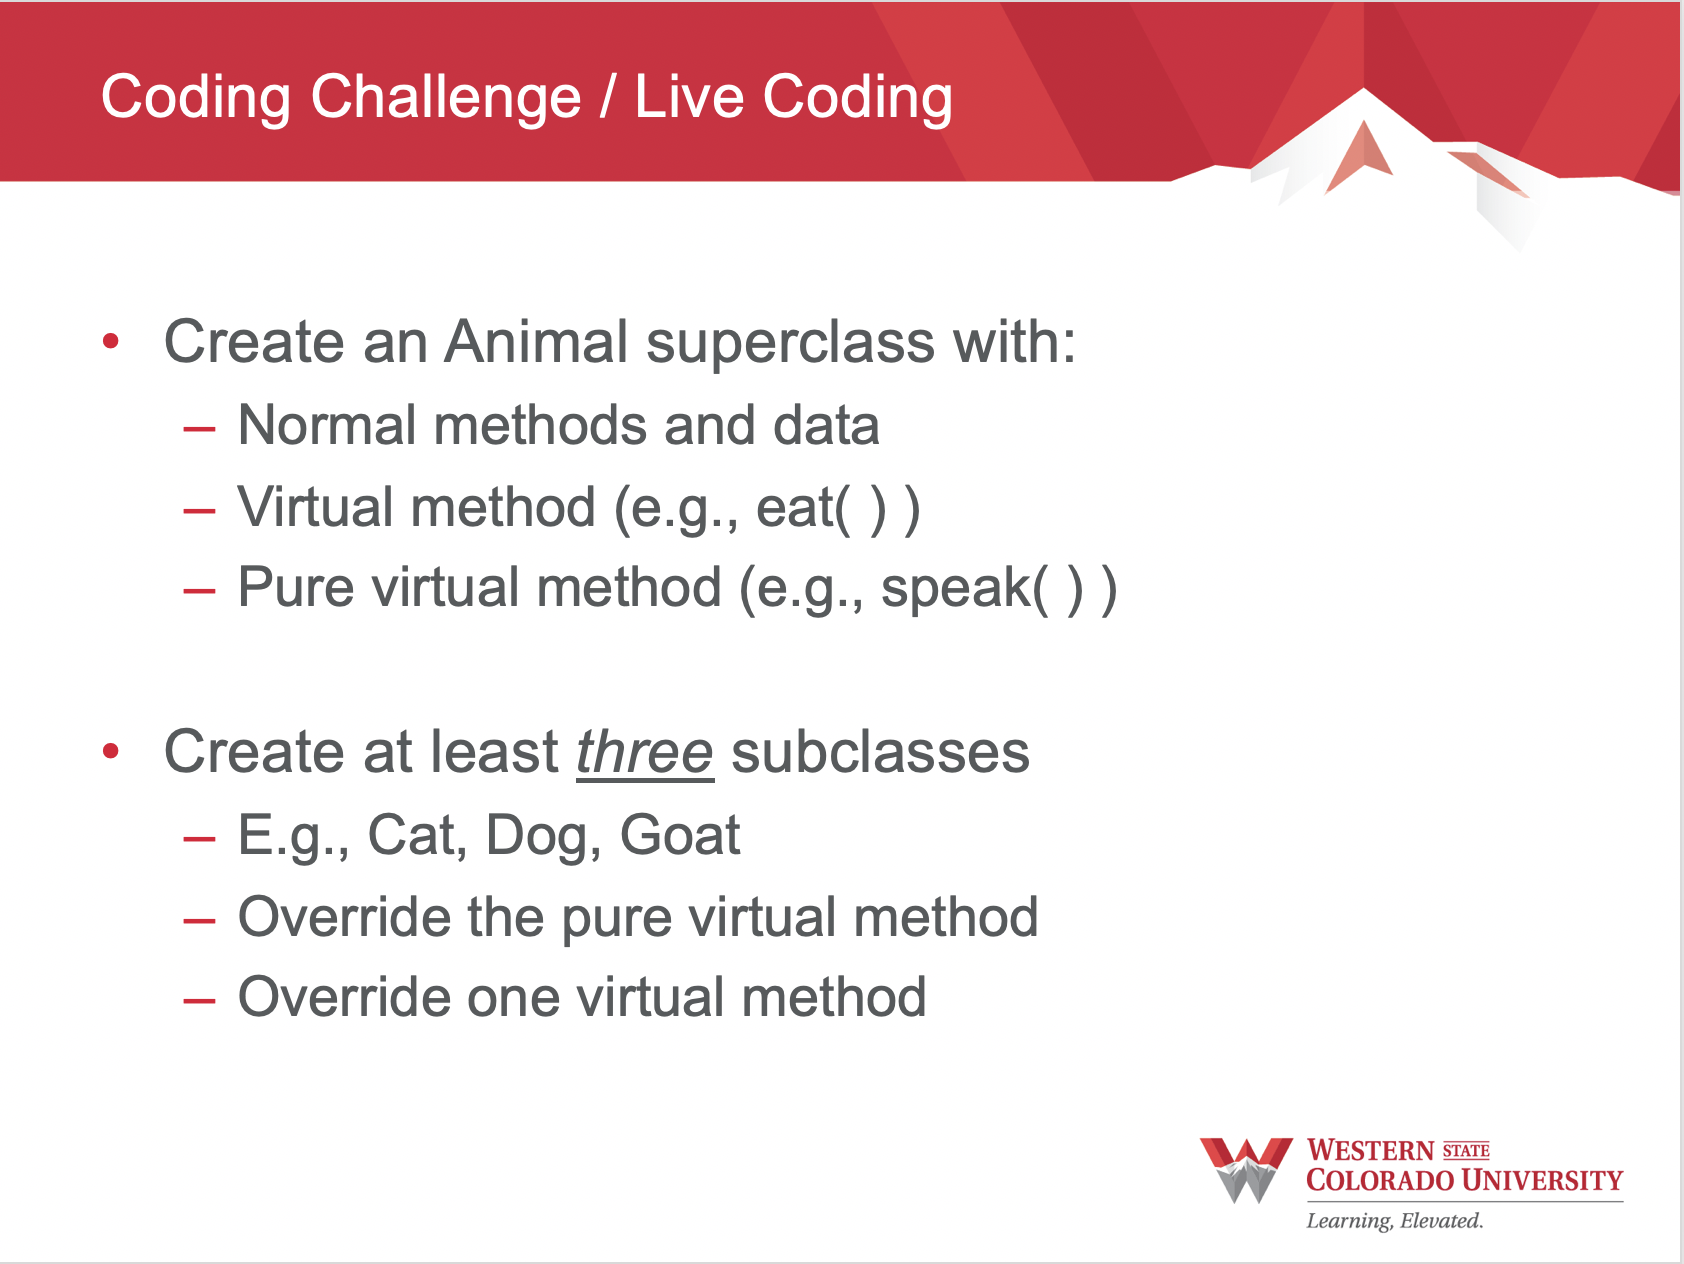 Coding Challenge / Live Coding
• Create an Animal superclass with:
– Normal methods and data
– Virtual method (e.g., eat( ) )
– Pure virtual method (e.g., speak( ) )
• Create at least three subclasses
– E.g., Cat, Dog, Goat
– Override the pure virtual method
– Override one virtual method
WESTERN STATE
COLORADO UNIVERSITY
Learning, Elevated.